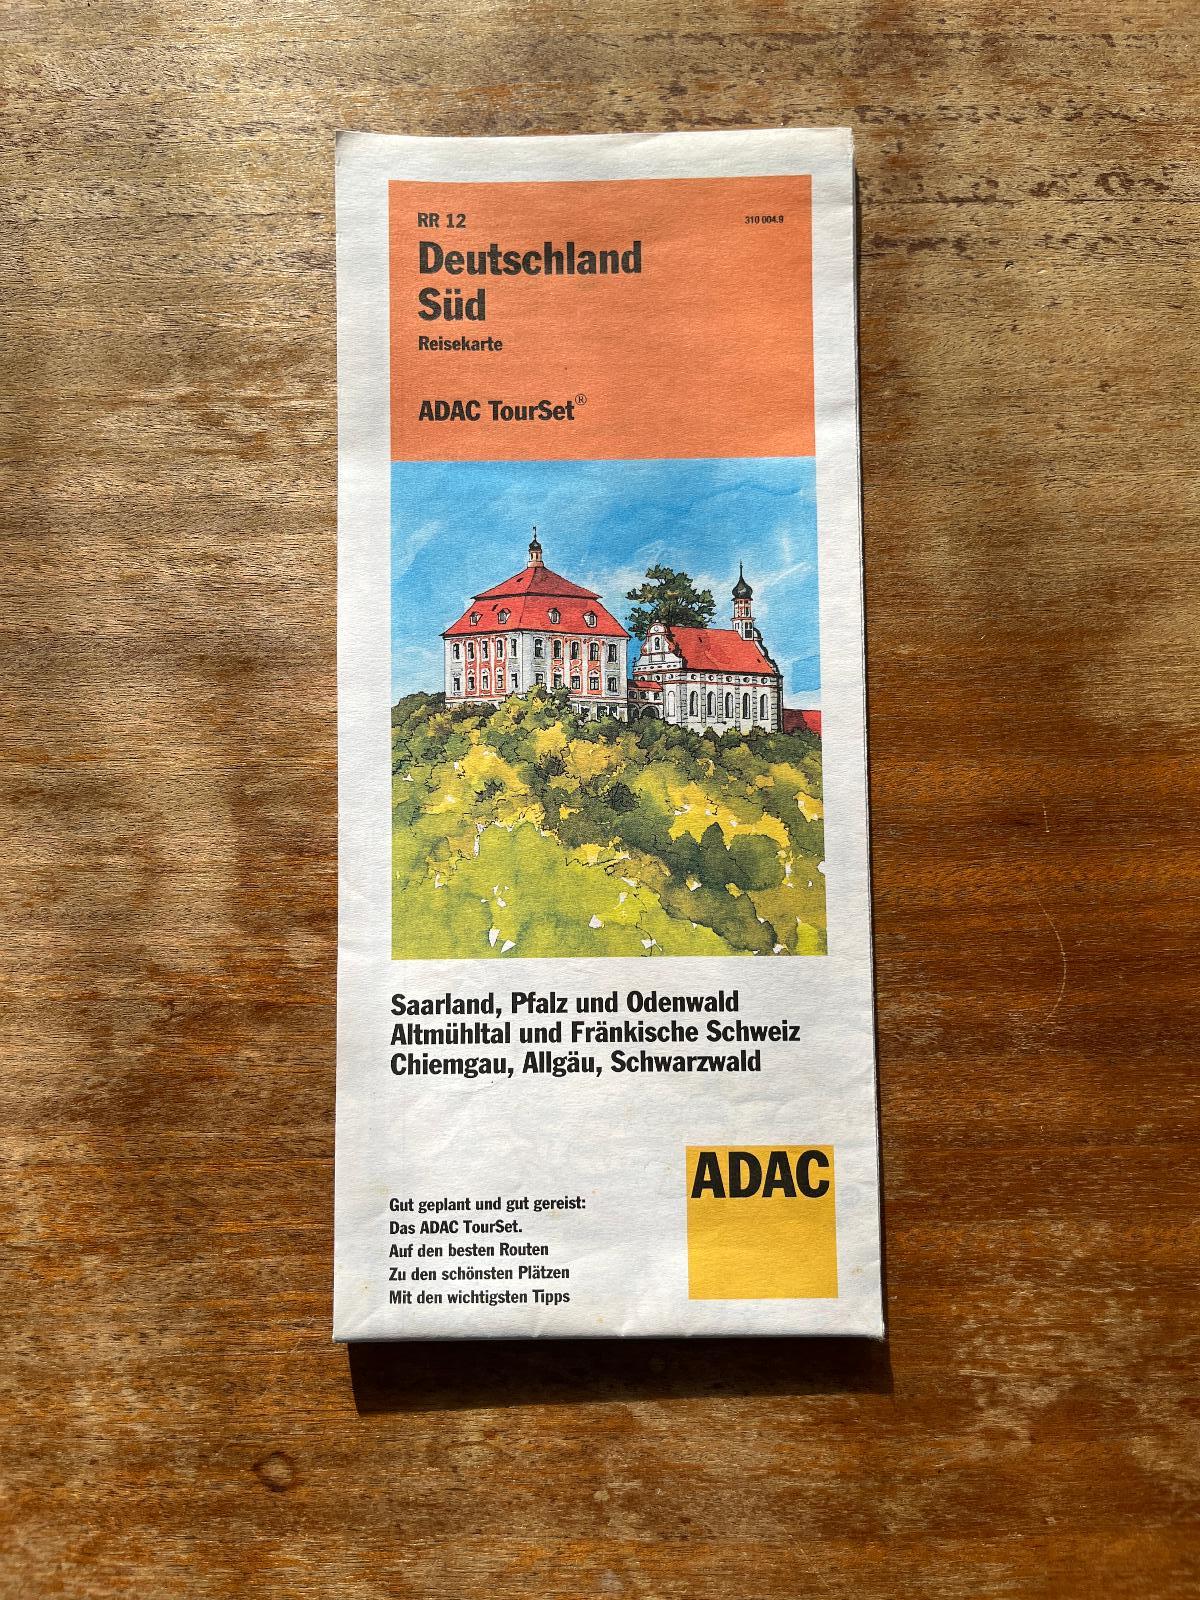 RR 12
310 004.9
Deutschland
Süd
Reisekarte
ADAC TourSet®
Saarland, Pfalz und Odenwald
Altmühltal und Fränkische Schweiz
Chiemgau, Allgäu, Schwarzwald
ADAC
Gut geplant und gut gereist:
Das ADAC TourSet.
Auf den besten Routen
Zu den schönsten Plätzen
Mit den wichtigsten Tipps